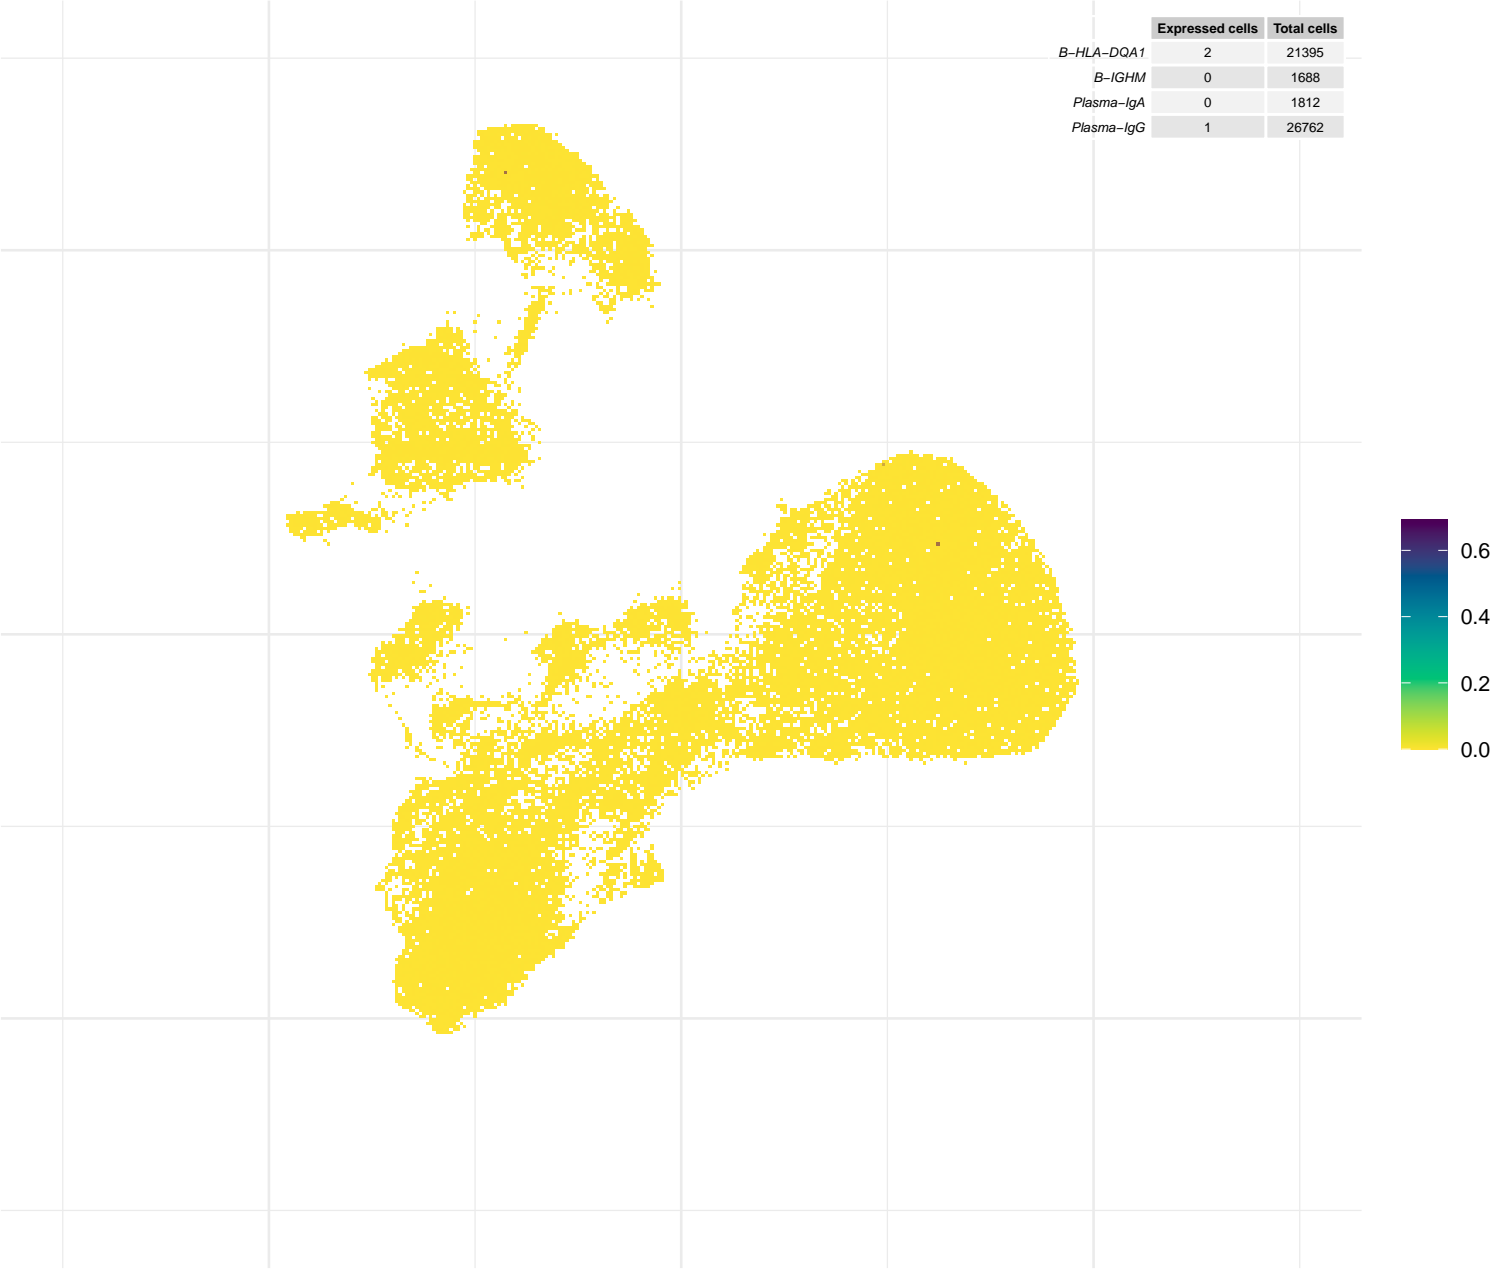 Expressed cells Total cells
B−HLA−DQA1 2 21395
B−IGHM 0 1688
Plasma−IgA 0 1812
Plasma−IgG 1 26762
0.6
0.4
0.2
0.0